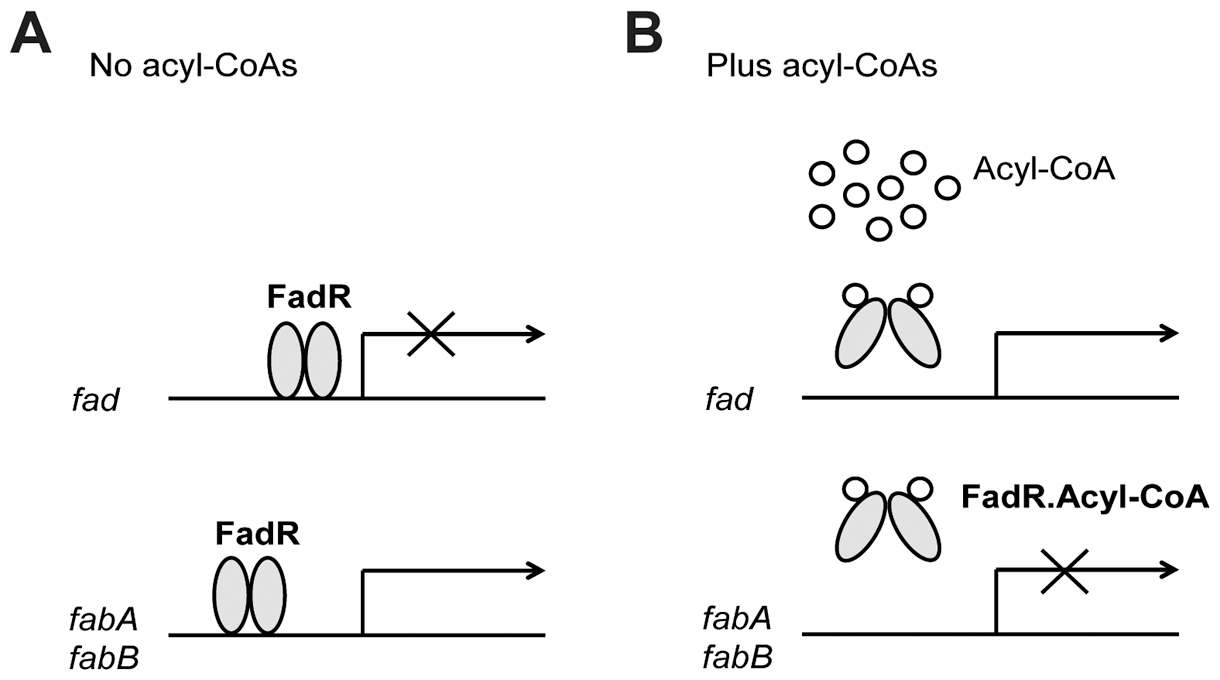 A
No acyl-CoAs
FadR
fad
FadR
fabA
fabB
B
Plus acyl-CoAs
Acyl-CoA
fad
FadR.Acyl-CoA
fabA
fabB